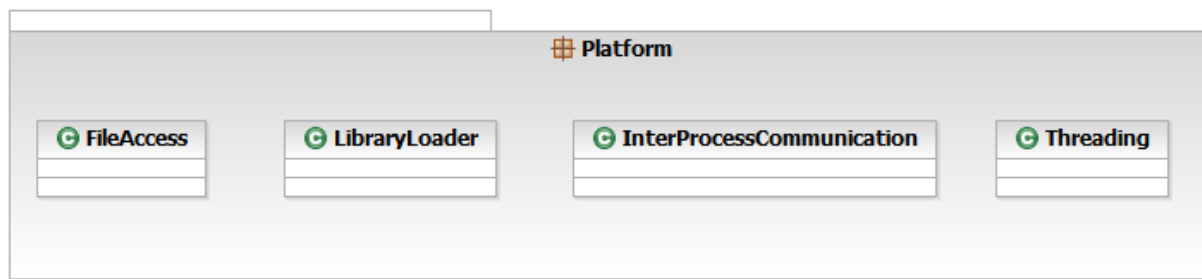 Platform
FileAccess
LibraryLoader
InterProcessCommunication
Threading